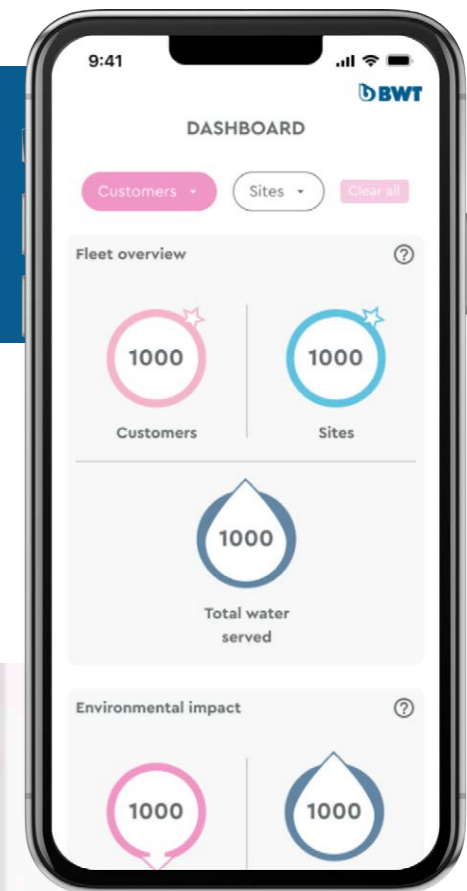 9:41
BWT
DASHBOARD
Customers
Sites
Clear all
Fleet overview
?
1000
1000
Customers
Sites
1000
Total water
served
Environmental impact
?
1000
1000